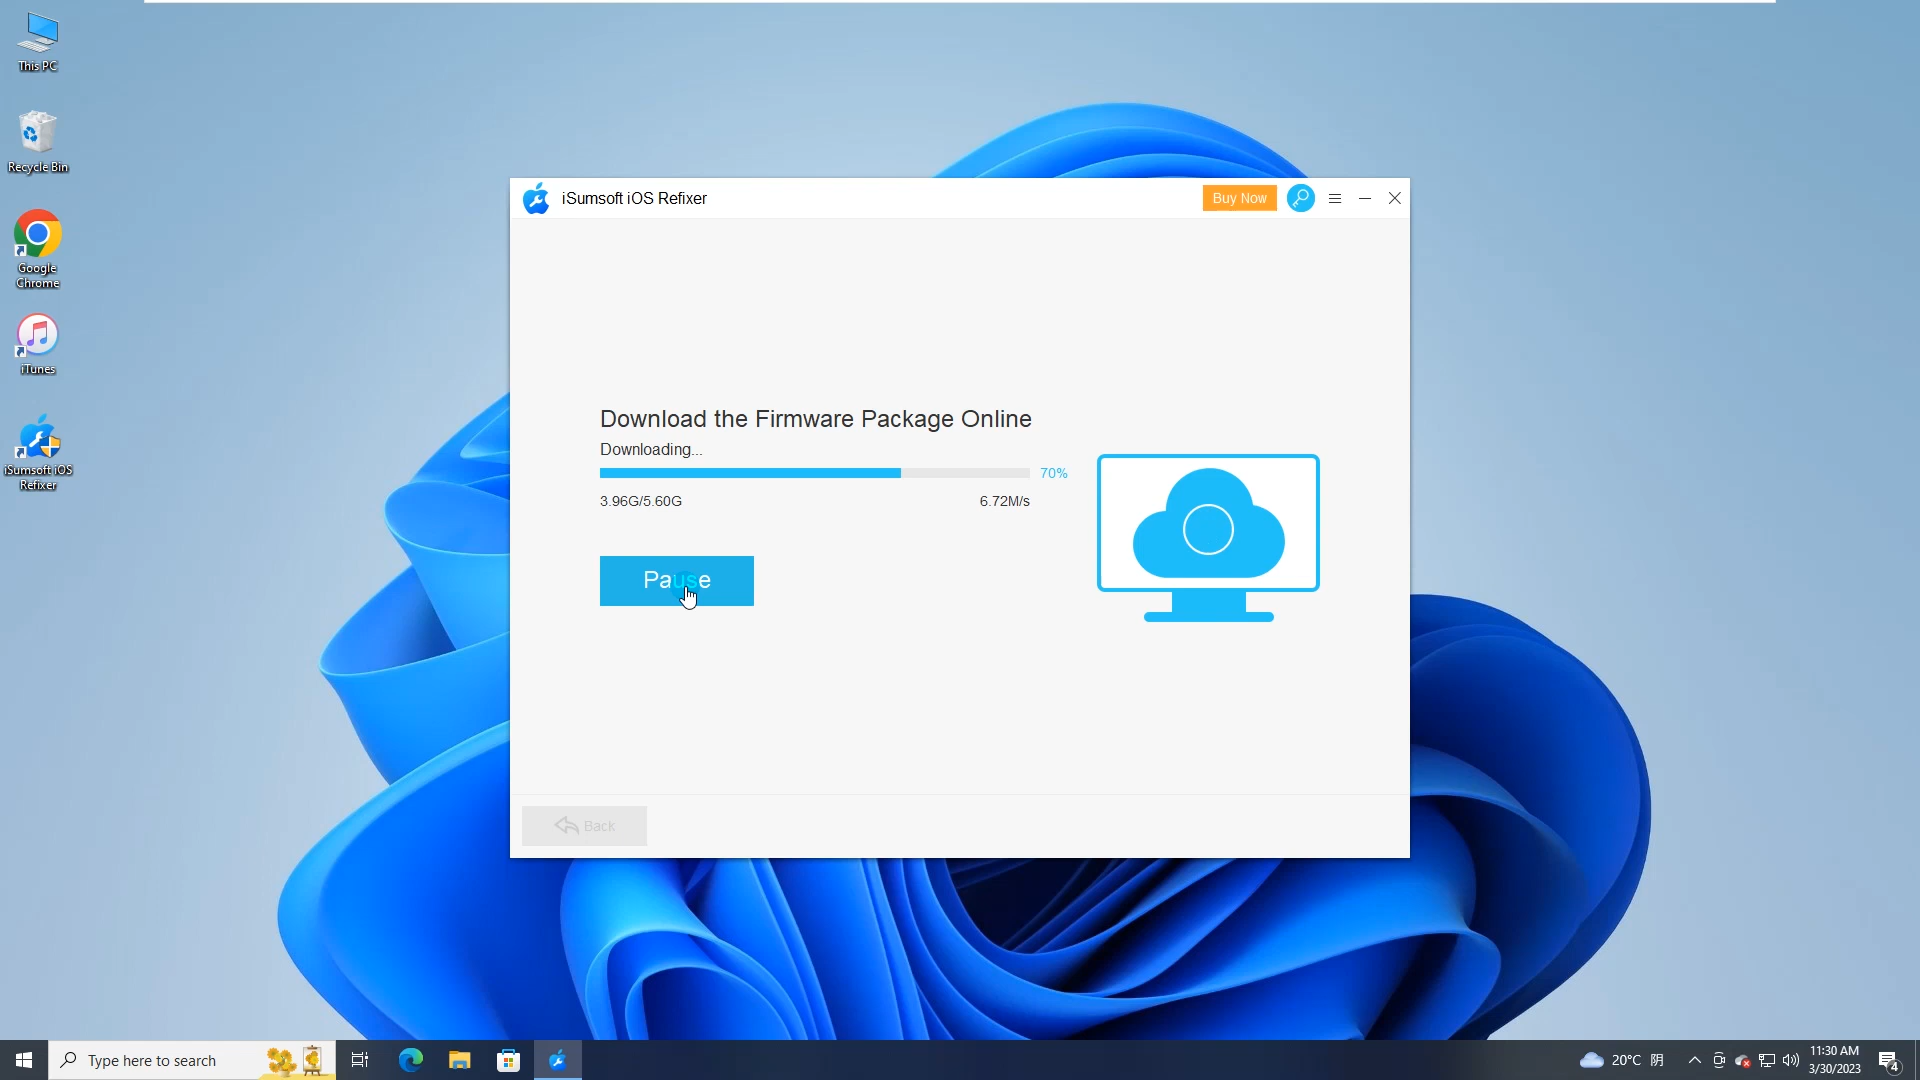 This PC
Recycle Bin
Google
Chrome
iTunes
iSumsoft iOS
Refixer
iSumsoft iOS Refixer
Buy Now
Download the Firmware Package Online
Downloading...
70%
3.96G/5.60G
6.72M/s
Pause
Back
Type here to search
20°C 阴
11:30 AM
3/30/2023
4